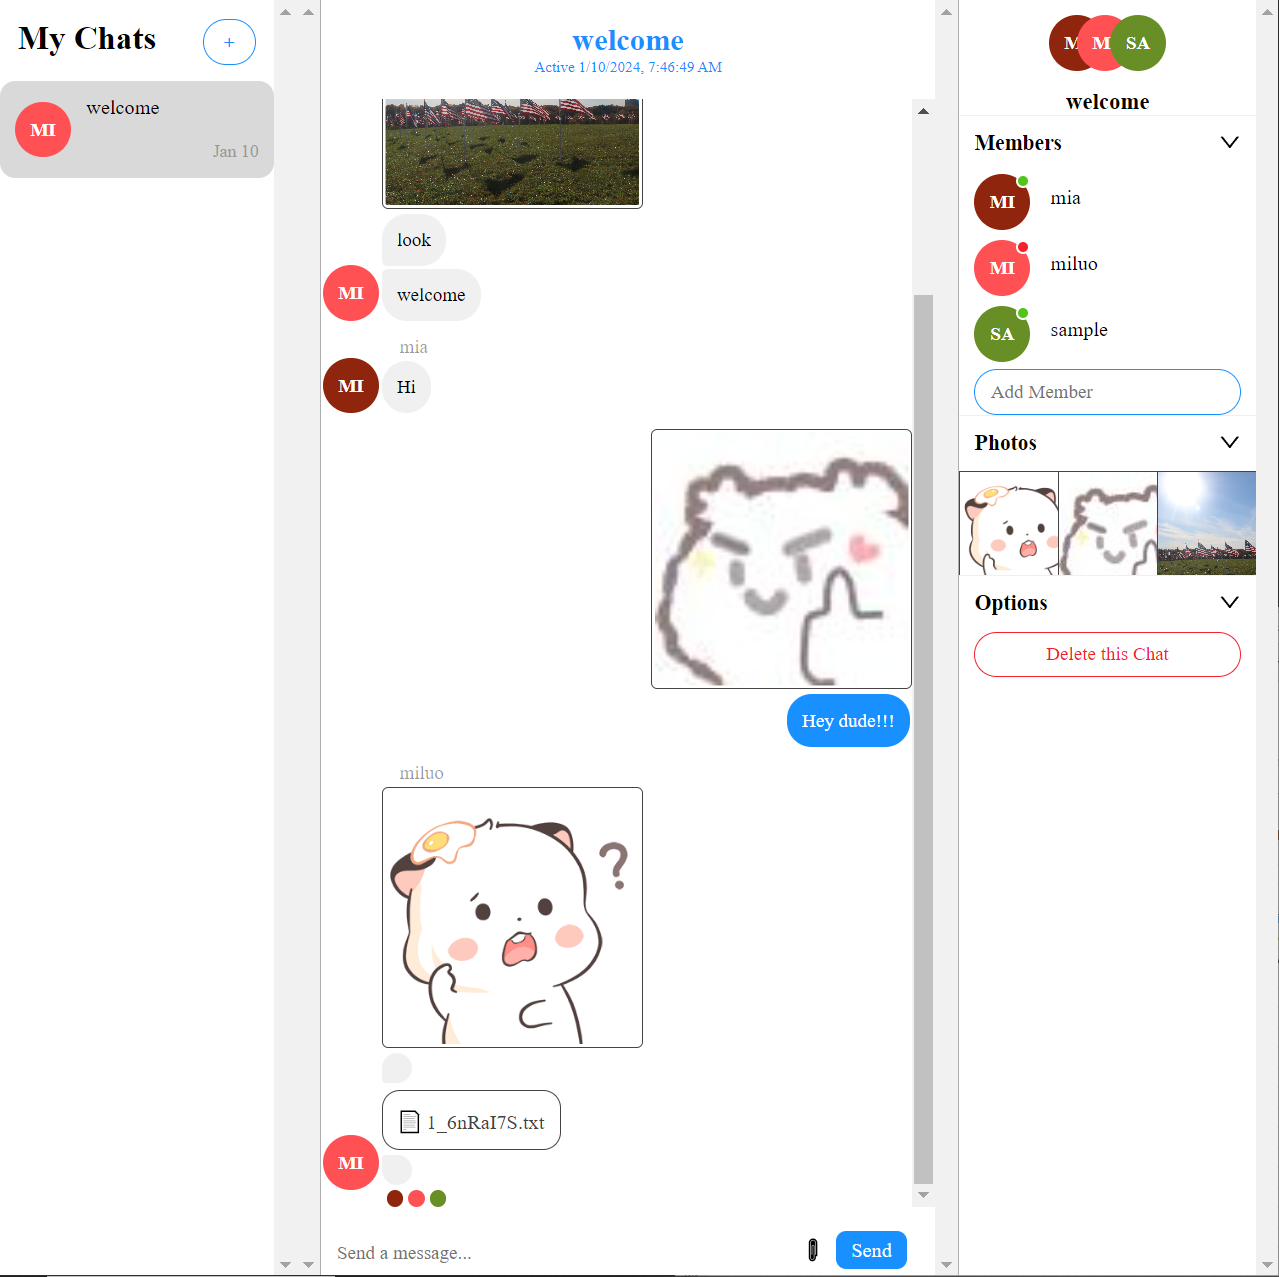 My Chats
+
MI
welcome
Jan 10
welcome
Active 1/10/2024, 7:46:49 AM
look
MI
welcome
mia
MI
Hi
Hey dude!!!
miluo
?
1_6nRaI7S.txt
MI
Send a message...
Send
M
M
SA
welcome
Members
MI
mia
MI
miluo
SA
sample
Add Member
Photos
Options
Delete this Chat